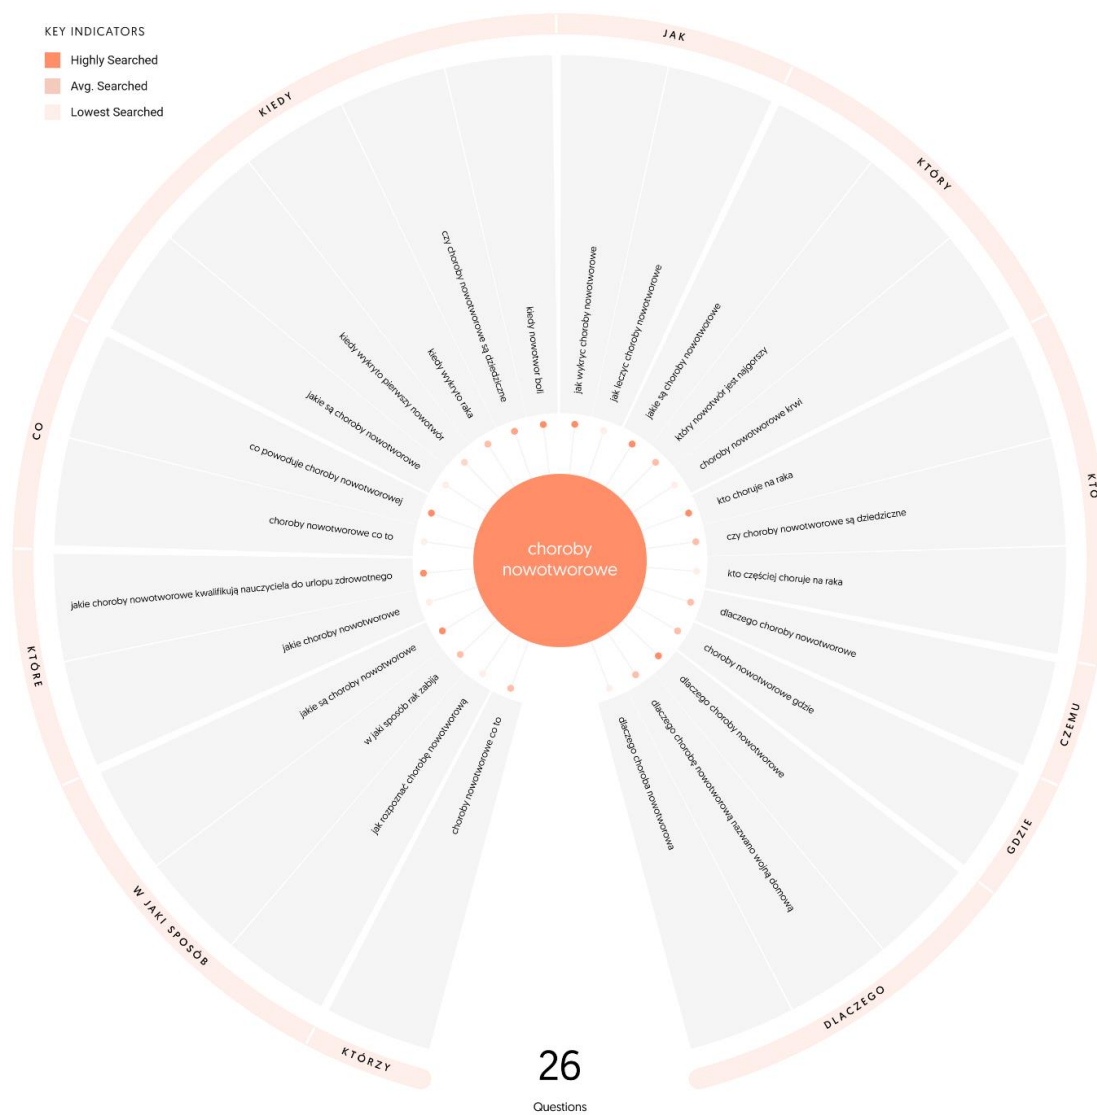 KEY INDICATORS
Highly Searched
Avg. Searched
Lowest Searched
JAK
jak wykryc choroby nowotworowe
jak leczyc choroby nowotworowe
KTÓRY
jakie są choroby nowotworowe
który nowotwór jest najgorszy
choroby nowotworowe krwi
KTO
kto choruje na raka
czy choroby nowotworowe są dziedziczne
kto częściej choruje na raka
CZEMU
dlaczego choroby nowotworowe
GDZIE
choroby nowotworowe gdzie
DLACZEGO
dlaczego choroby nowotworowe
dlaczego chorobę nowotworową nazwano wojną domową
dlaczego choroba nowotworowa
KTÓRZY
choroby nowotworowe co to
W JAKI SPOSÓB
jak rozpoznać chorobę nowotworową
w jaki sposób rak zabija
jakie są choroby nowotworowe
KTÓRE
jakie choroby nowotworowe
jakie choroby nowotworowe kwalifikują nauczyciela do urlopu zdrowotnego
CO
choroby nowotworowe co to
co powoduje choroby nowotworowej
KIEDY
jakie są choroby nowotworowe
kiedy wykryto pierwszy nowotwór
kiedy wykryto raka
czy choroby nowotworowe są dziedziczne
kiedy nowotwor boli
choroby
nowotworowe
26
Questions